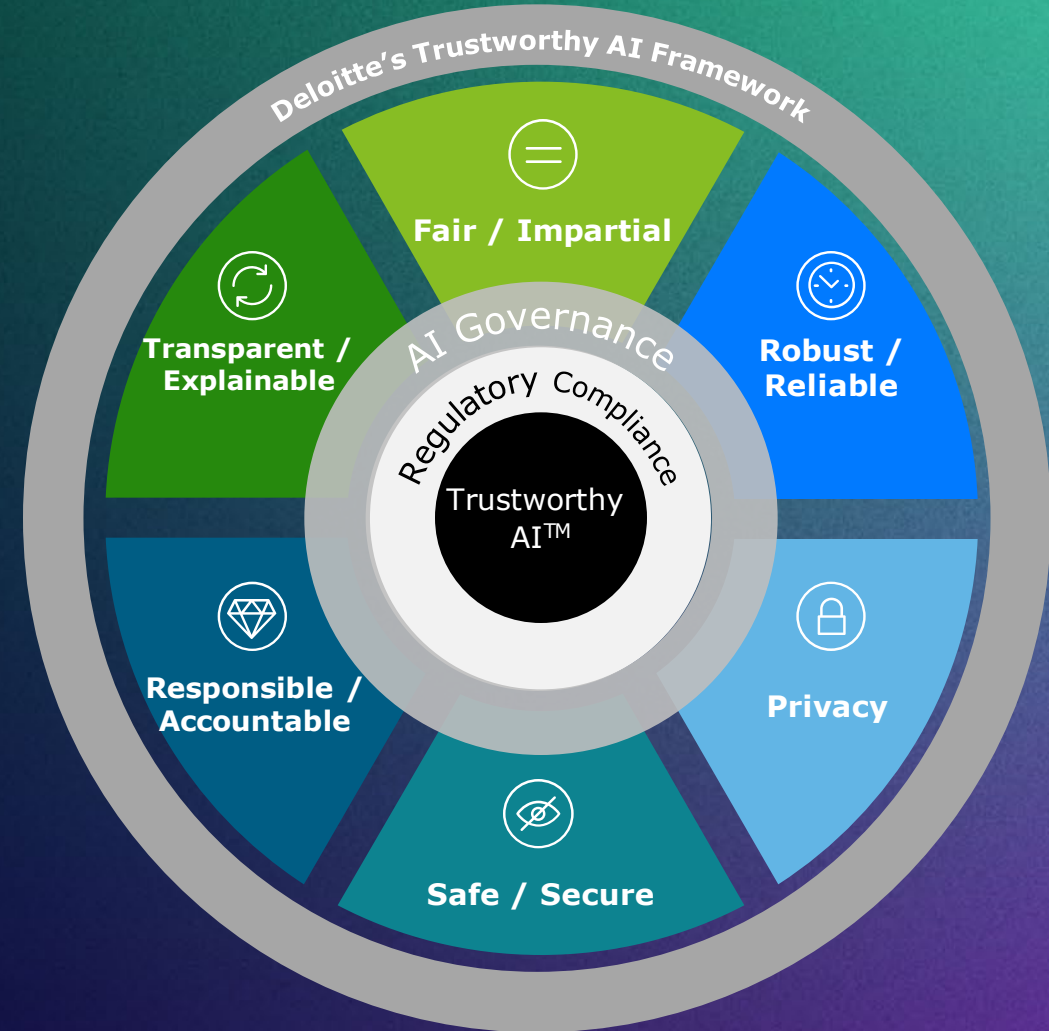 Deloitte’s Trustworthy AI Framework
Fair / Impartial
Transparent /
Explainable
Robust /
Reliable
AI Governance
Regulatory Compliance
Trustworthy
AI™
Responsible /
Accountable
Privacy
Safe / Secure